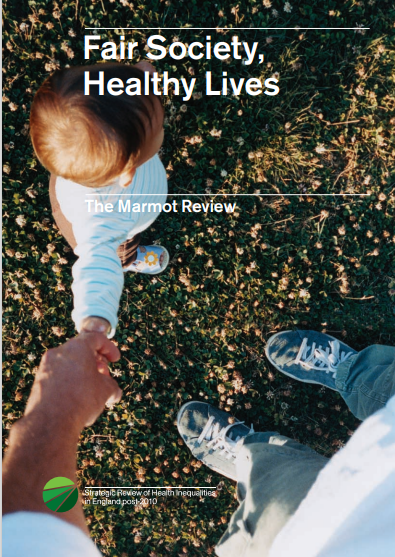 Fair Society,
Healthy Lives
The Marmot Review
Strategic Review of Health Inequalities
in England post-2010